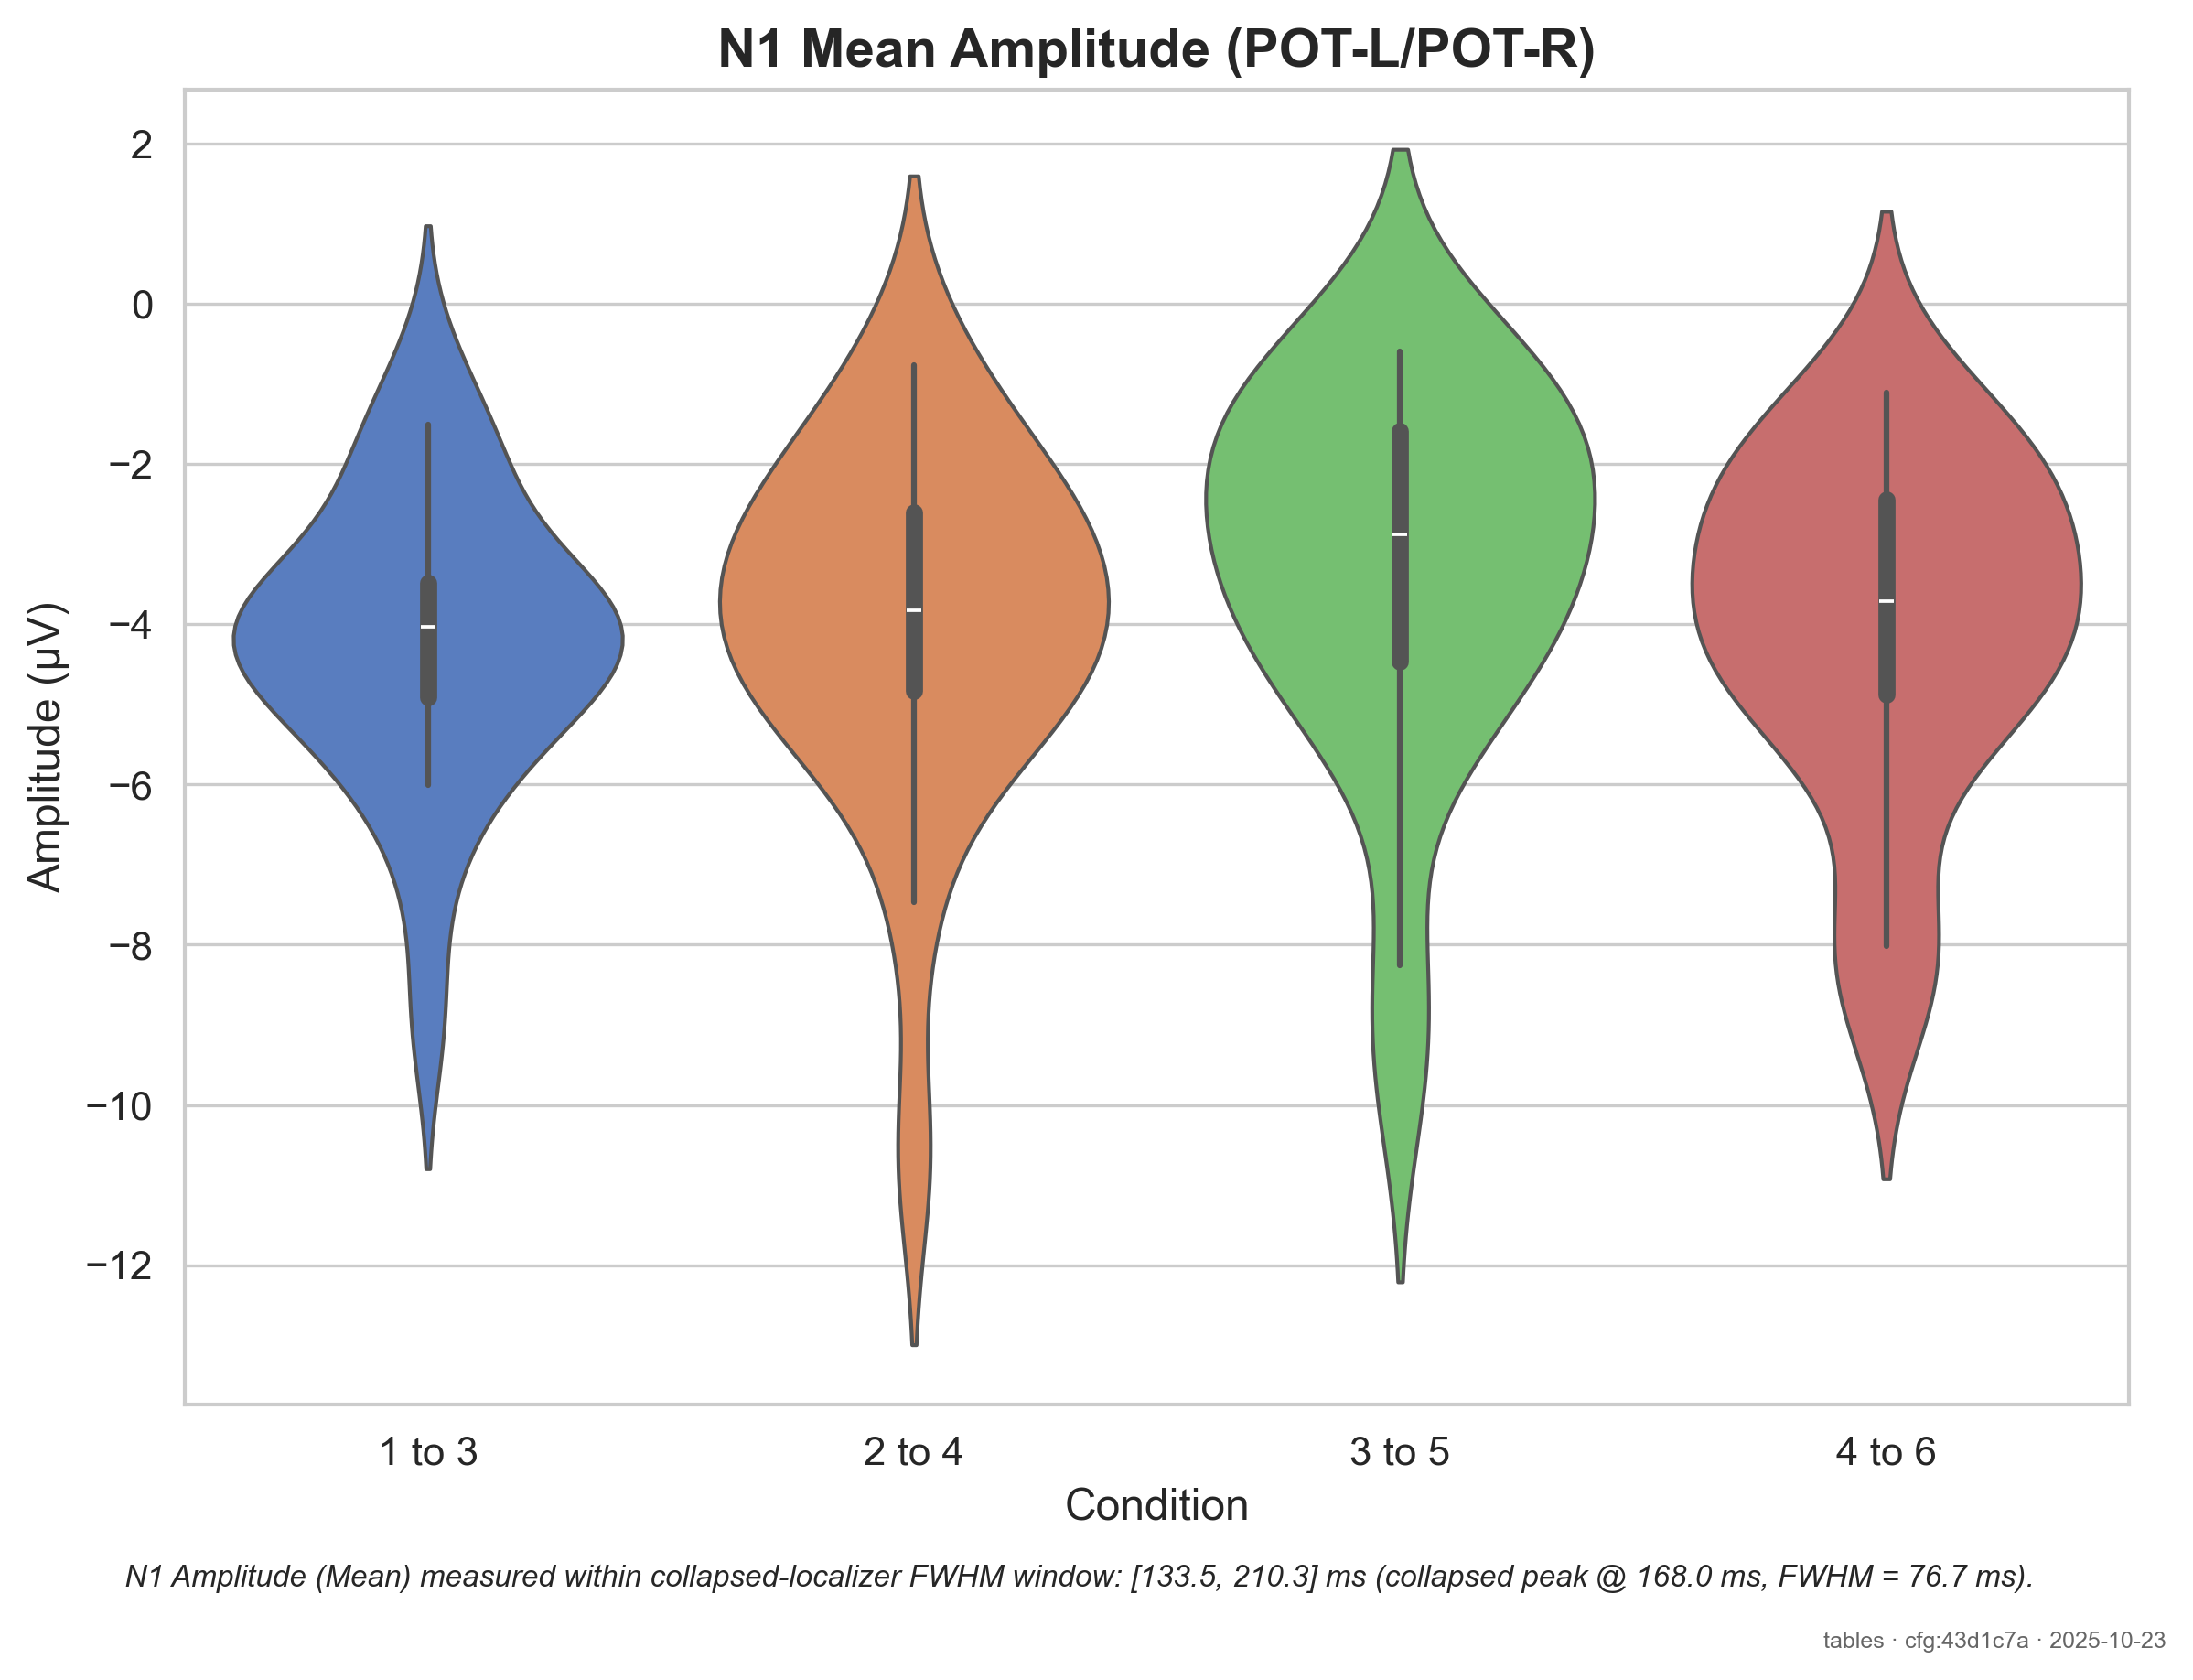 N1 Mean Amplitude (POT-L/POT-R)
Amplitude (µV)
2
0
−2
−4
−6
−8
−10
−12
1 to 3
2 to 4
3 to 5
4 to 6
Condition
N1 Amplitude (Mean) measured within collapsed-localizer FWHM window: [133.5, 210.3] ms (collapsed peak @ 168.0 ms, FWHM = 76.7 ms).
tables · cfg:43d1c7a · 2025-10-23